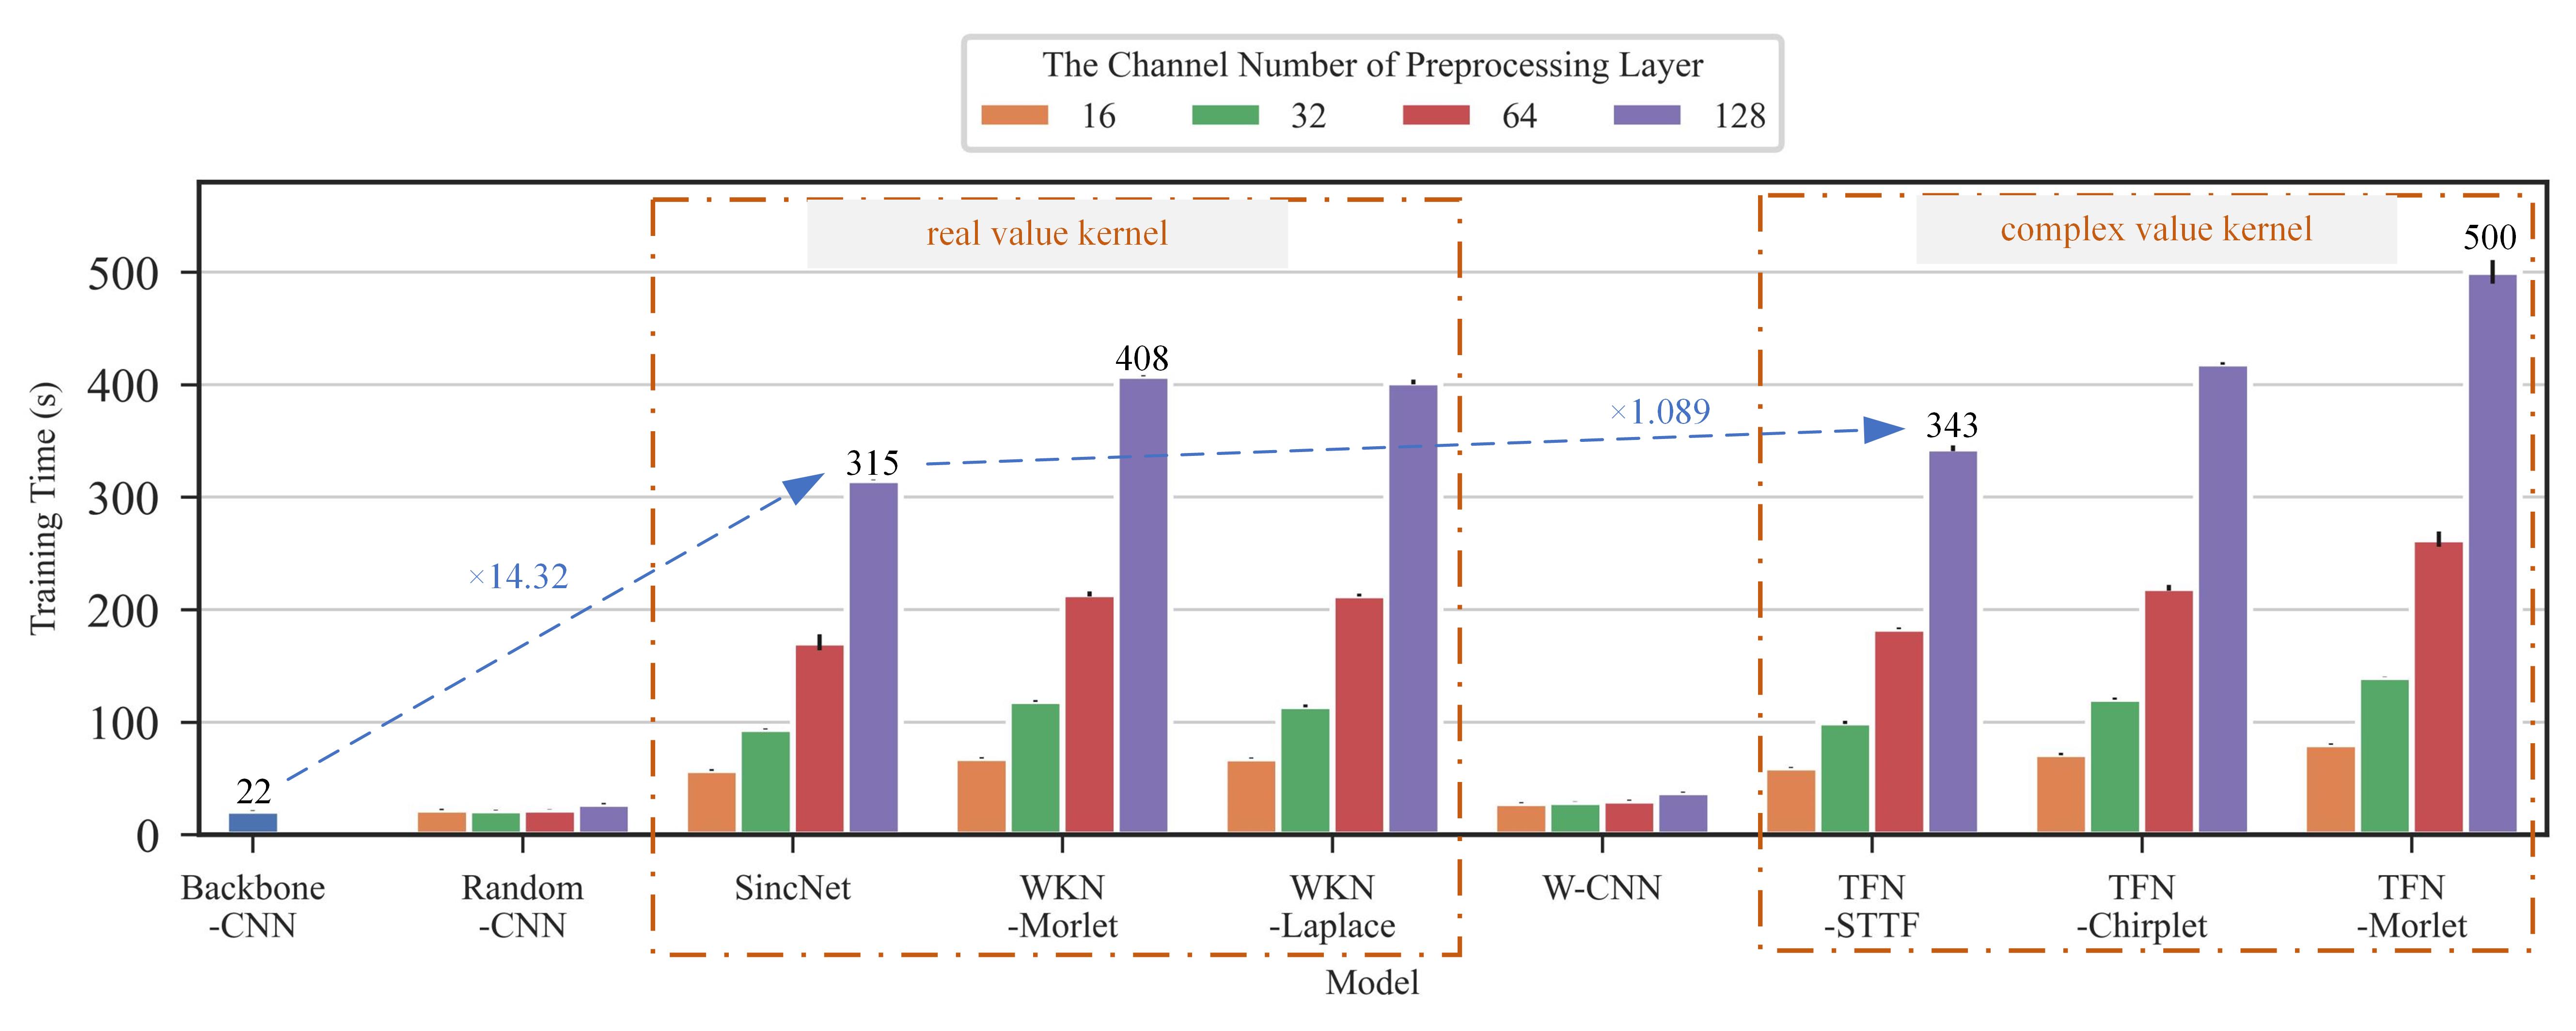 The Channel Number of Preprocessing Layer
16 32 64 128
real value kernel
complex value kernel
500
408
×1.089
343
315
×14.32
22
Training Time (s)
500
400
300
200
100
0
Backbone
-CNN
Random
-CNN
SincNet
WKN
-Morlet
WKN
-Laplace
W-CNN
TFN
-STTF
TFN
-Chirplet
TFN
-Morlet
Model